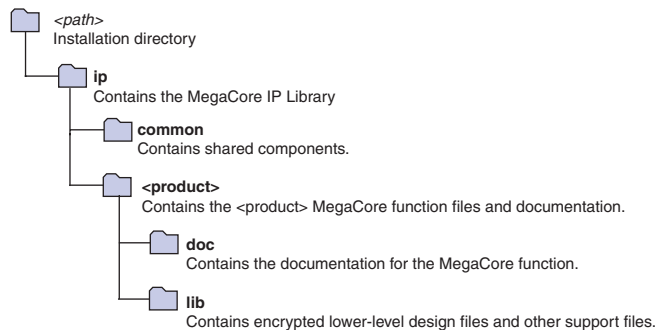 <path>
Installation directory
ip
Contains the MegaCore IP Library
common
Contains shared components.
<product>
Contains the <product> MegaCore function files and documentation.
doc
Contains the documentation for the MegaCore function.
lib
Contains encrypted lower-level design files and other support files.